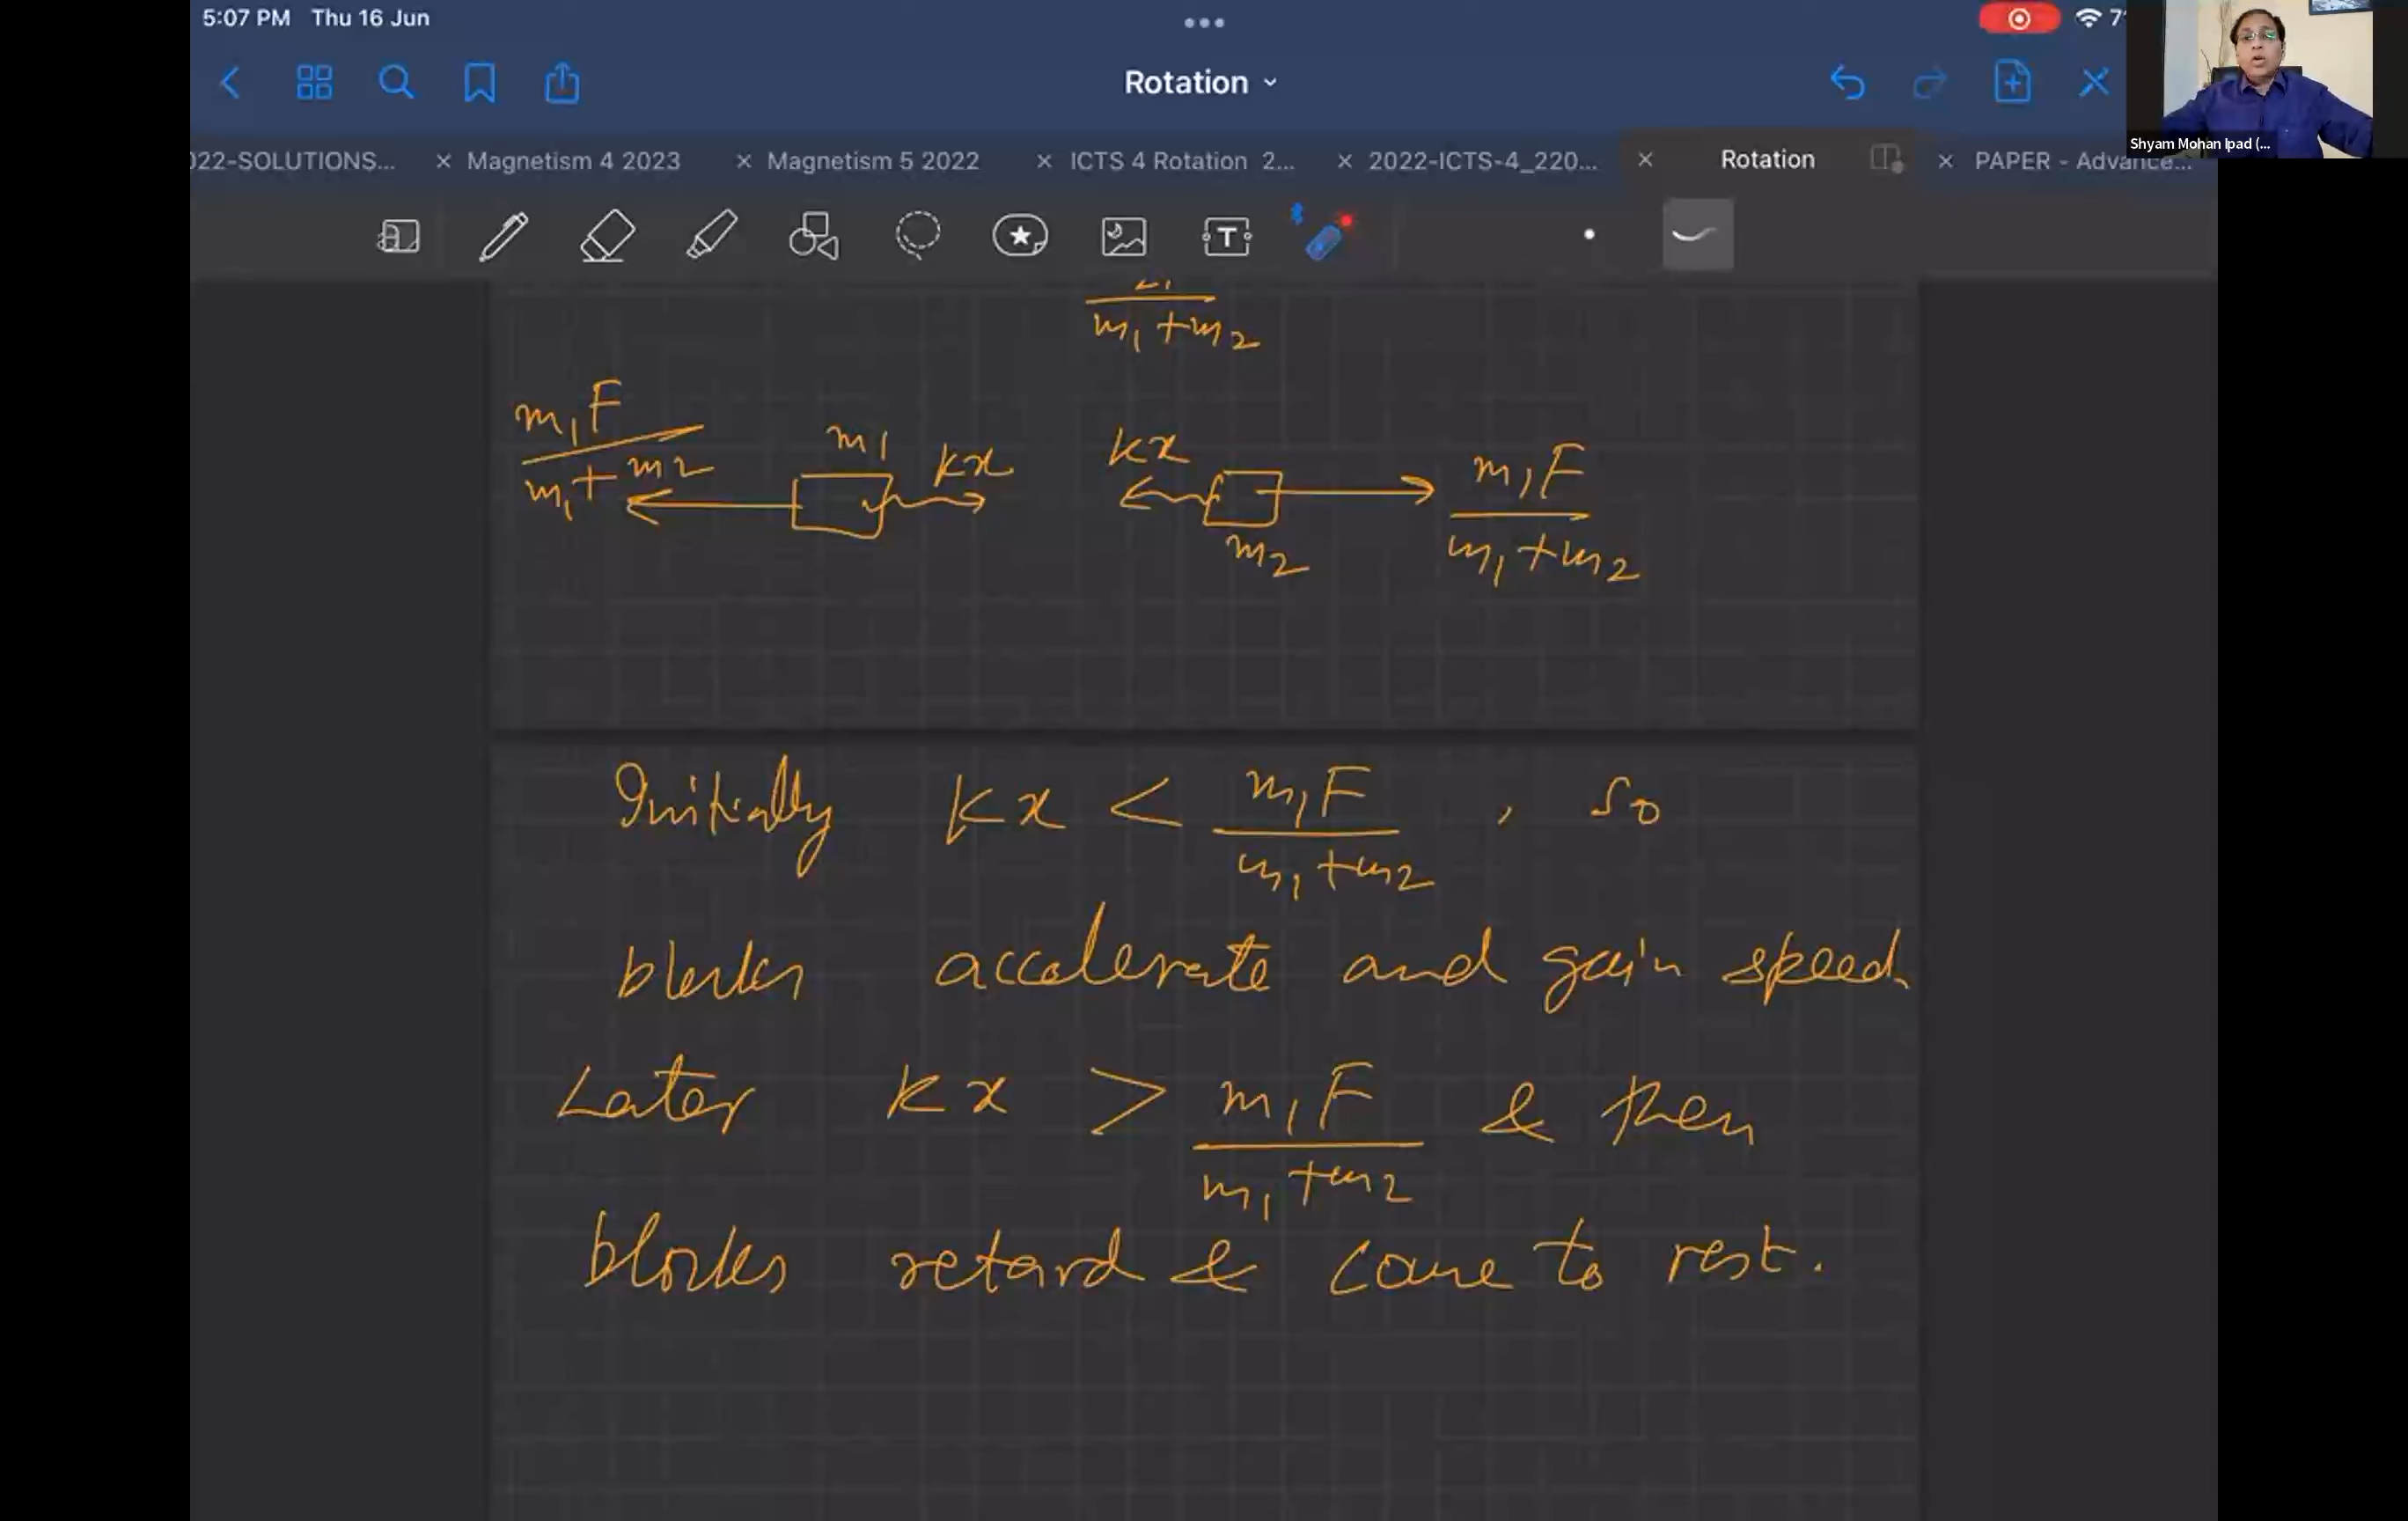 5:07 PM Thu 16 Jun
7
Rotation
Shyam Mohan Ipad (...
022-SOLUTIONS... × Magnetism 4 2023 × Magnetism 5 2022 × ICTS 4 Rotation 2... × 2022-ICTS-4_220... × Rotation × PAPER - Advance...
T
m1 + m2
m1F / m1 + m2
m1
kx
kx
m2
m1F / m1 + m2
Initially kx < m1F / m1 + m2 , so
blocks accelerate and gain speed.
Later kx > m1F / m1 + m2 & then
blocks retard & come to rest.